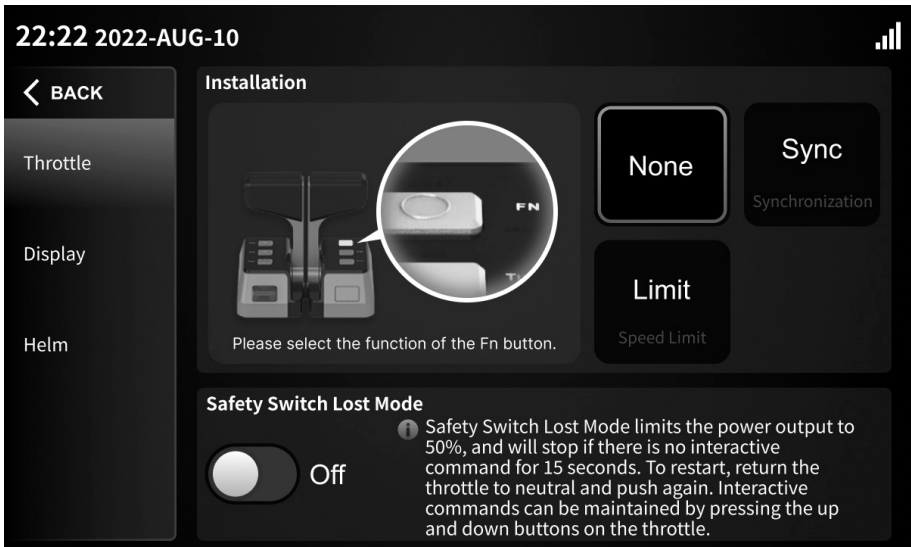 22:22 2022-AUG-10
BACK
Throttle
Display
Helm
Installation
FN
Please select the function of the Fn button.
None
Sync
Synchronization
Limit
Speed Limit
Safety Switch Lost Mode
Off
Safety Switch Lost Mode limits the power output to
50%, and will stop if there is no interactive
command for 15 seconds. To restart, return the
throttle to neutral and push again. Interactive
commands can be maintained by pressing the up
and down buttons on the throttle.